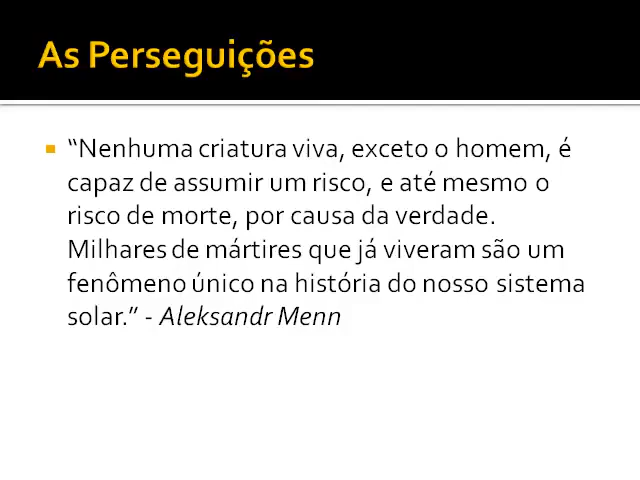 As Perseguições
“Nenhuma criatura viva, exceto o homem, é
capaz de assumir um risco, e até mesmo o
risco de morte, por causa da verdade.
Milhares de mártires que já viveram são um
fenômeno único na história do nosso sistema
solar.” - Aleksandr Menn